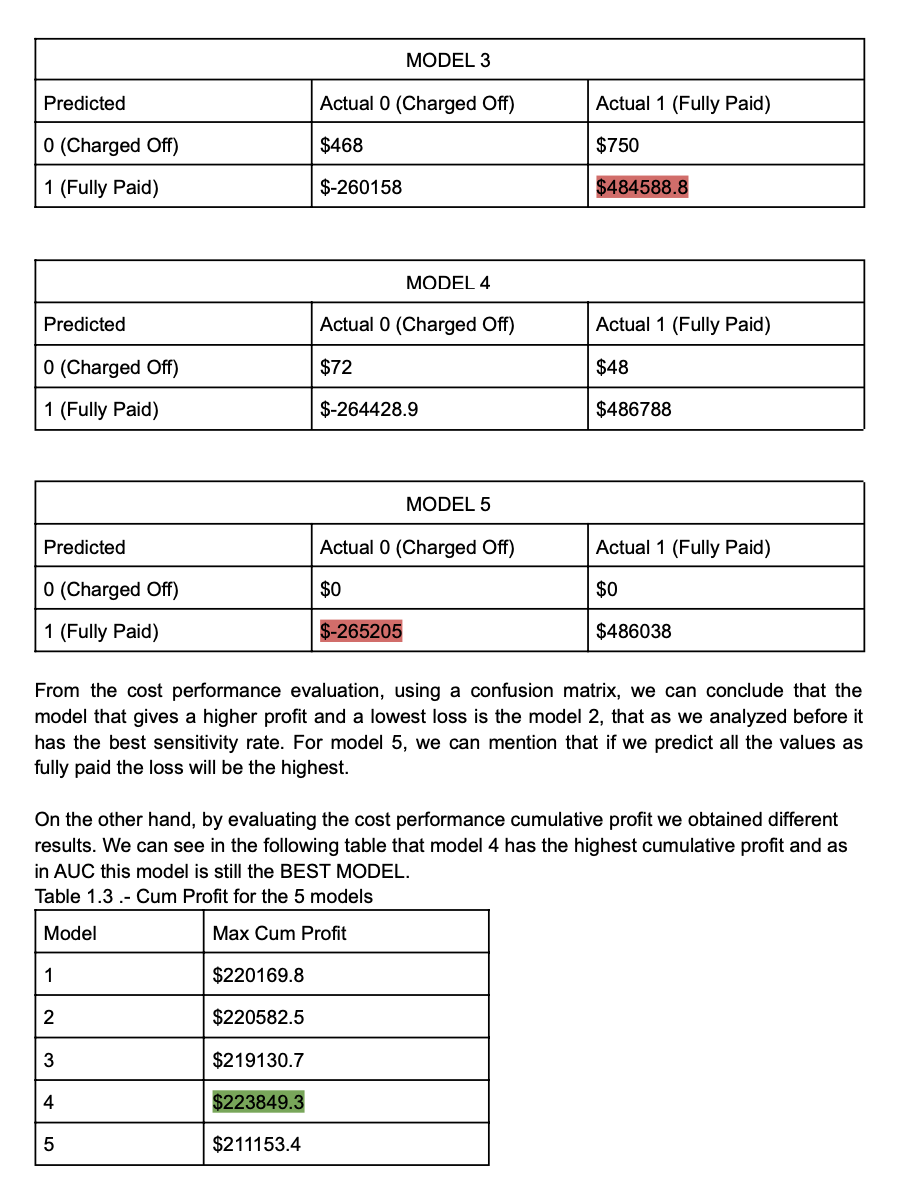 MODEL 3
Predicted Actual 0 (Charged Off) Actual 1 (Fully Paid)
0 (Charged Off) $468 $750
1 (Fully Paid) $-260158 $484588.8
MODEL 4
Predicted Actual 0 (Charged Off) Actual 1 (Fully Paid)
0 (Charged Off) $72 $48
1 (Fully Paid) $-264428.9 $486788
MODEL 5
Predicted Actual 0 (Charged Off) Actual 1 (Fully Paid)
0 (Charged Off) $0 $0
1 (Fully Paid) $-265205 $486038
From the cost performance evaluation, using a confusion matrix, we can conclude that the
model that gives a higher profit and a lowest loss is the model 2, that as we analyzed before it
has the best sensitivity rate. For model 5, we can mention that if we predict all the values as
fully paid the loss will be the highest.
On the other hand, by evaluating the cost performance cumulative profit we obtained different
results. We can see in the following table that model 4 has the highest cumulative profit and as
in AUC this model is still the BEST MODEL.
Table 1.3 .- Cum Profit for the 5 models
Model Max Cum Profit
1 $220169.8
2 $220582.5
3 $219130.7
4 $223849.3
5 $211153.4